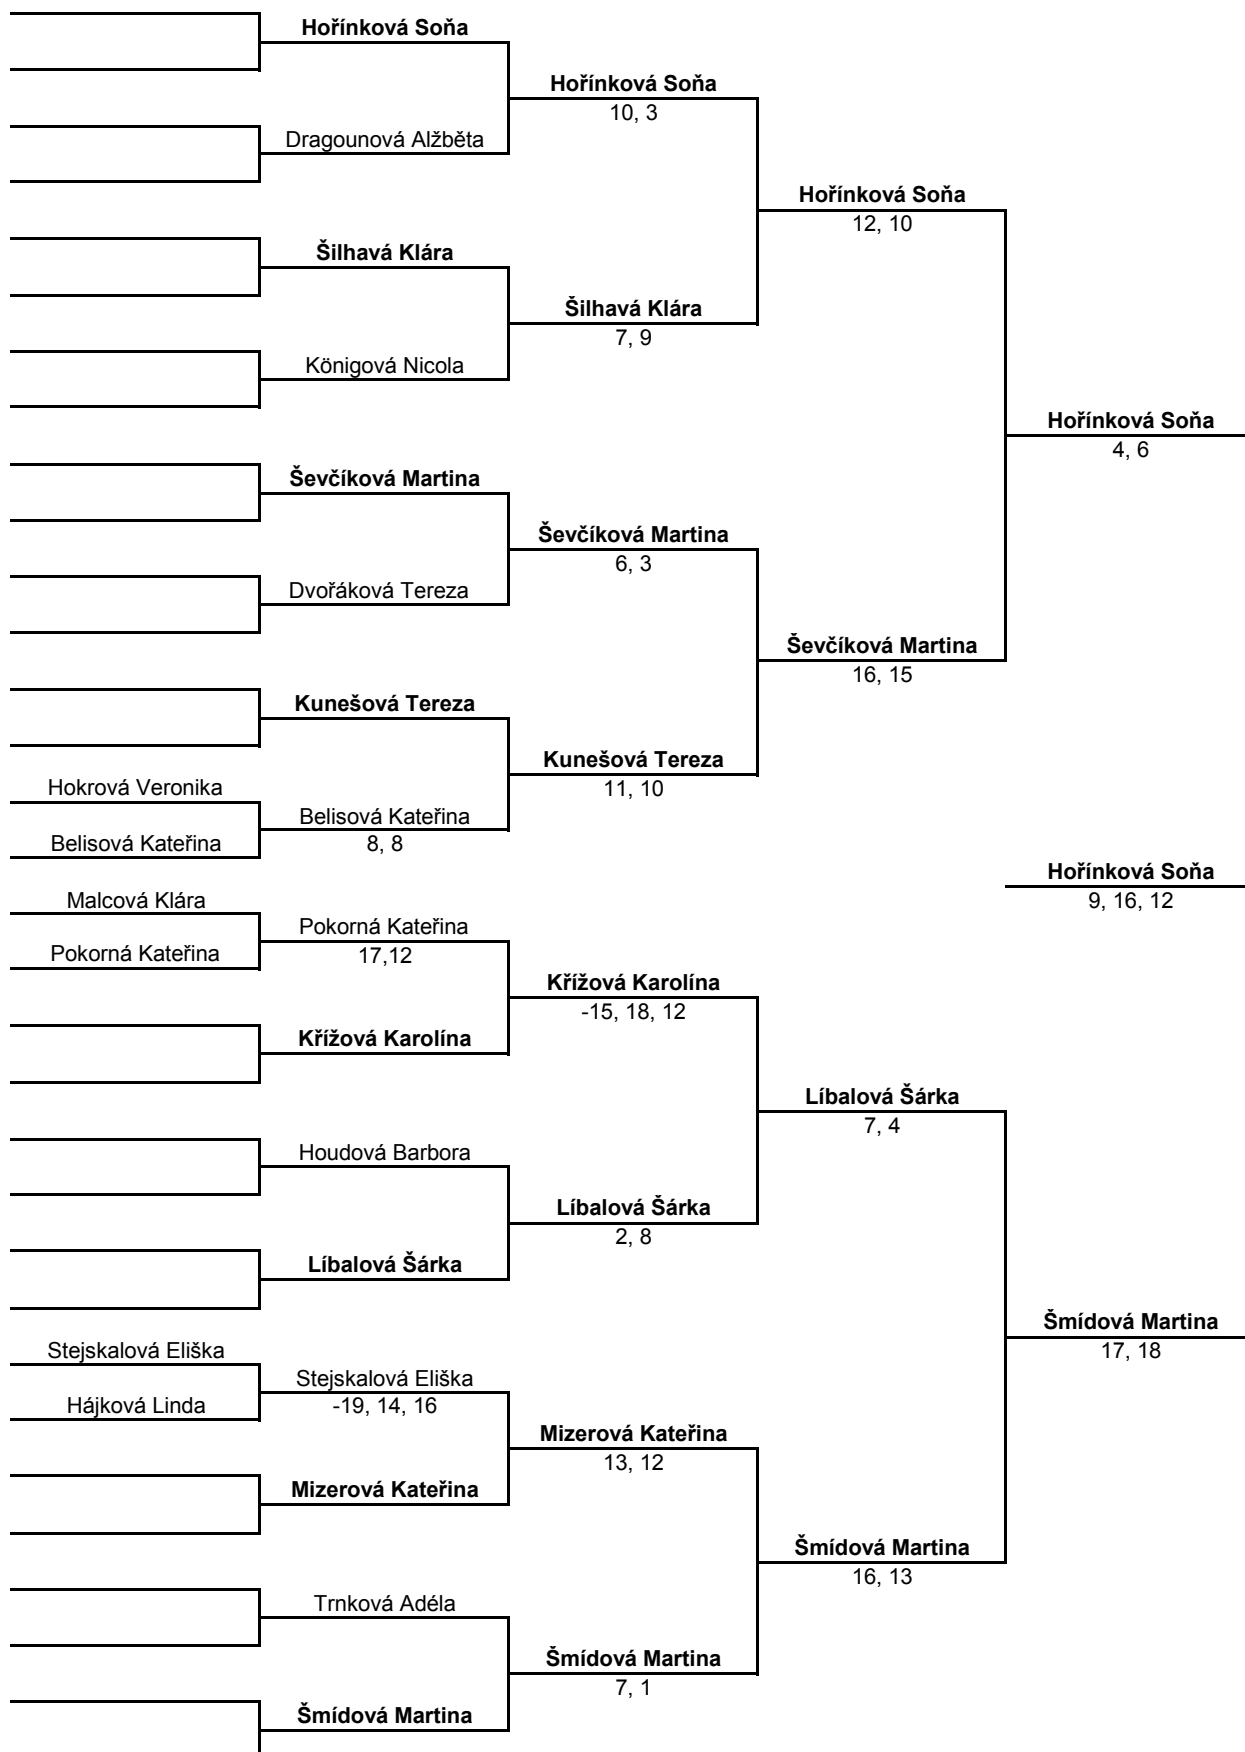 Hořínková Soňa
Hořínková Soňa
10, 3
Dragounová Alžběta
Hořínková Soňa
12, 10
Šilhavá Klára
Šilhavá Klára
7, 9
Königová Nicola
Hořínková Soňa
4, 6
Ševčíková Martina
Ševčíková Martina
6, 3
Dvořáková Tereza
Ševčíková Martina
16, 15
Kunešová Tereza
Kunešová Tereza
11, 10
Hokrová Veronika
Belisová Kateřina
8, 8
Belisová Kateřina
Hořínková Soňa
9, 16, 12
Malcová Klára
Pokorná Kateřina
17,12
Pokorná Kateřina
Křížová Karolína
-15, 18, 12
Křížová Karolína
Líbalová Šárka
7, 4
Houdová Barbora
Líbalová Šárka
2, 8
Líbalová Šárka
Šmídová Martina
17, 18
Stejskalová Eliška
Stejskalová Eliška
-19, 14, 16
Hájková Linda
Mizerová Kateřina
13, 12
Mizerová Kateřina
Šmídová Martina
16, 13
Trnková Adéla
Šmídová Martina
7, 1
Šmídová Martina